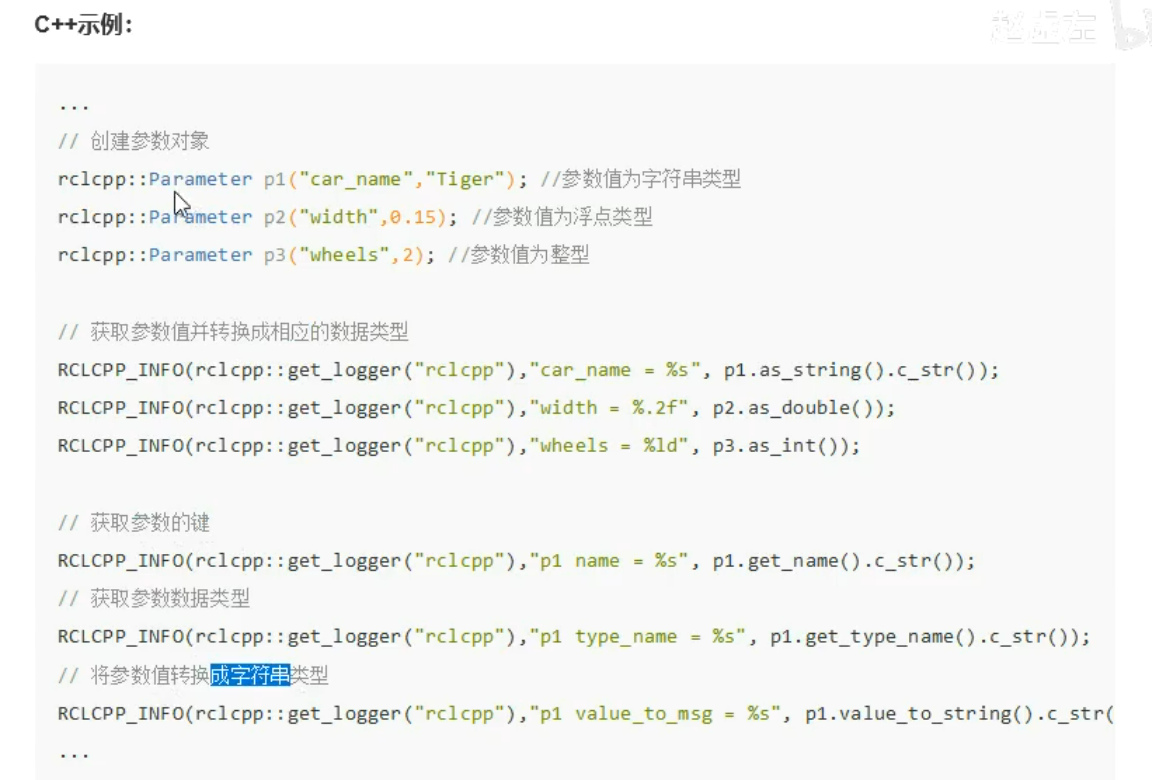 C++示例：
赵虚左
...
// 创建参数对象
rclcpp::Parameter p1("car_name","Tiger"); //参数值为字符串类型
rclcpp::Parameter p2("width",0.15); //参数值为浮点类型
rclcpp::Parameter p3("wheels",2); //参数值为整型
// 获取参数值并转换成相应的数据类型
RCLCPP_INFO(rclcpp::get_logger("rclcpp"),"car_name = %s", p1.as_string().c_str());
RCLCPP_INFO(rclcpp::get_logger("rclcpp"),"width = %.2f", p2.as_double());
RCLCPP_INFO(rclcpp::get_logger("rclcpp"),"wheels = %ld", p3.as_int());
// 获取参数的键
RCLCPP_INFO(rclcpp::get_logger("rclcpp"),"p1 name = %s", p1.get_name().c_str());
// 获取参数数据类型
RCLCPP_INFO(rclcpp::get_logger("rclcpp"),"p1 type_name = %s", p1.get_type_name().c_str());
// 将参数值转换成字符串类型
RCLCPP_INFO(rclcpp::get_logger("rclcpp"),"p1 value_to_msg = %s", p1.value_to_string().c_str(
...